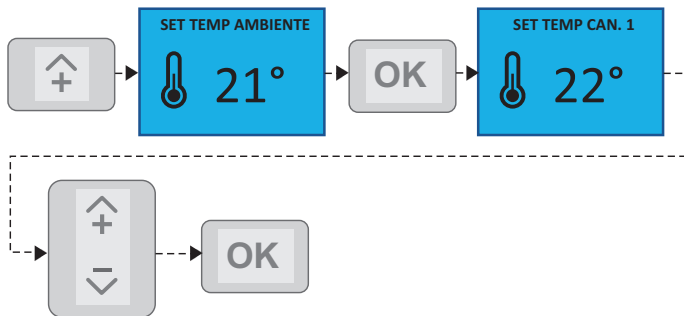 SET TEMP AMBIENTE
21°
OK
SET TEMP CAN. 1
22°
+
+
−
OK